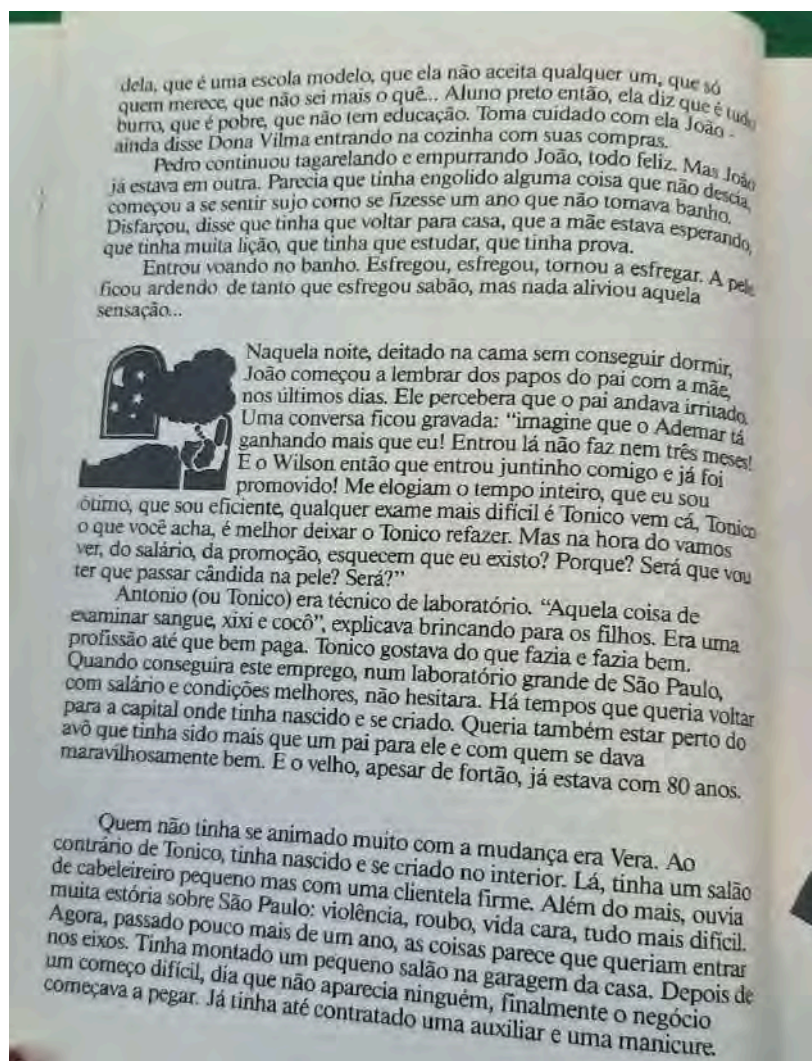 dela, que é uma escola modelo, que ela não aceita qualquer um, que só
quem merece, que não sei mais o quê... Aluno preto então, ela diz que é tudo
burro, que é pobre, que não tem educação. Toma cuidado com ela João -
ainda disse Dona Vilma entrando na cozinha com suas compras.
Pedro continuou tagarelando e empurrando João, todo feliz. Mas João
já estava em outra. Parecia que tinha engolido alguma coisa que não descia,
começou a se sentir sujo como se fizesse um ano que não tomava banho.
Disfarçou, disse que tinha que voltar para casa, que a mãe estava esperando,
que tinha muita lição, que tinha que estudar, que tinha prova.
Entrou voando no banho. Esfregou, esfregou, tornou a esfregar. A pele
ficou ardendo de tanto que esfregou sabão, mas nada aliviou aquela
sensação...
Naquela noite, deitado na cama sem conseguir dormir,
João começou a lembrar dos papos do pai com a mãe,
nos últimos dias. Ele percebera que o pai andava irritado.
Uma conversa ficou gravada: “imagine que o Ademar tá
ganhando mais que eu! Entrou lá não faz nem três meses!
E o Wilson então que entrou juntinho comigo e já foi
promovido! Me elogiam o tempo inteiro, que eu sou
ótimo, que sou eficiente, qualquer exame mais difícil é Tonico vem cá, Tonico
o que você acha, é melhor deixar o Tonico refazer. Mas na hora do vamos
ver, do salário, da promoção, esquecem que eu existo? Porque? Será que vou
ter que passar cândida na pele? Será?”
Antonio (ou Tonico) era técnico de laboratório. “Aquela coisa de
examinar sangue, xixi e cocô”, explicava brincando para os filhos. Era uma
profissão até que bem paga. Tonico gostava do que fazia e fazia bem.
Quando conseguira este emprego, num laboratório grande de São Paulo,
com salário e condições melhores, não hesitara. Há tempos que queria voltar
para a capital onde tinha nascido e se criado. Queria também estar perto do
avô que tinha sido mais que um pai para ele e com quem se dava
maravilhosamente bem. E o velho, apesar de fortão, já estava com 80 anos.
Quem não tinha se animado muito com a mudança era Vera. Ao
contrário de Tonico, tinha nascido e se criado no interior. Lá, tinha um salão
de cabeleireiro pequeno mas com uma clientela firme. Além do mais, ouvia
muita estória sobre São Paulo: violência, roubo, vida cara, tudo mais difícil.
Agora, passado pouco mais de um ano, as coisas parece que queriam entrar
nos eixos. Tinha montado um pequeno salão na garagem da casa. Depois de
um começo difícil, dia que não aparecia ninguém, finalmente o negócio
começava a pegar. Já tinha até contratado uma auxiliar e uma manicure.